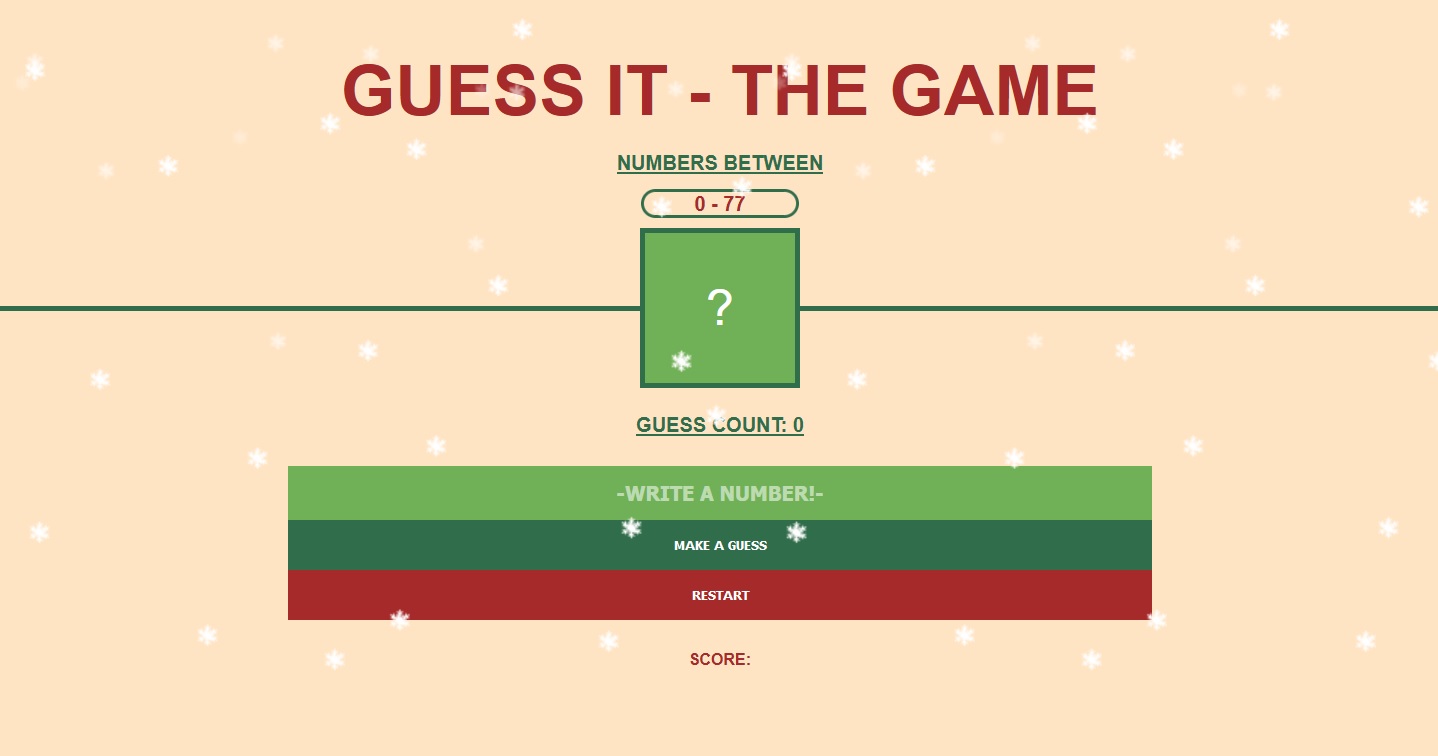 GUESS IT - THE GAME
NUMBERS BETWEEN
0 - 77
?
GUESS COUNT: 0
-WRITE A NUMBER!-
MAKE A GUESS
RESTART
SCORE: